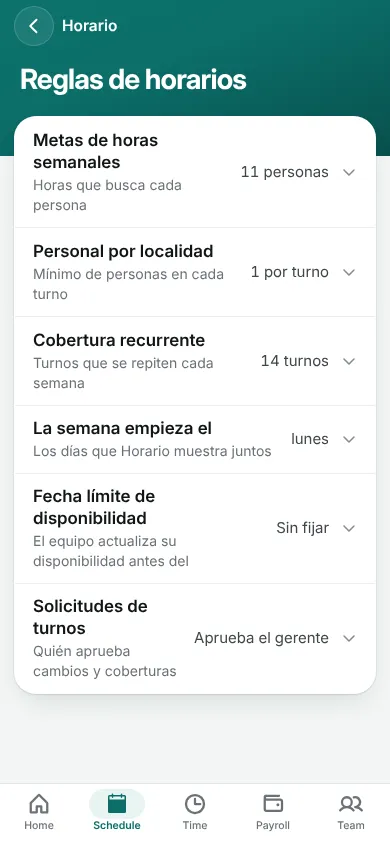 Horario
Reglas de horarios
Metas de horas
semanales
Horas que busca cada
persona
11 personas
Personal por localidad
Mínimo de personas en cada
turno
1 por turno
Cobertura recurrente
Turnos que se repiten cada
semana
14 turnos
La semana empieza el
Los días que Horario muestra juntos
lunes
Fecha límite de
disponibilidad
El equipo actualiza su
disponibilidad antes del
Sin fijar
Solicitudes de
turnos
Quién aprueba
cambios y coberturas
Aprueba el gerente
Home
Schedule
Time
Payroll
Team